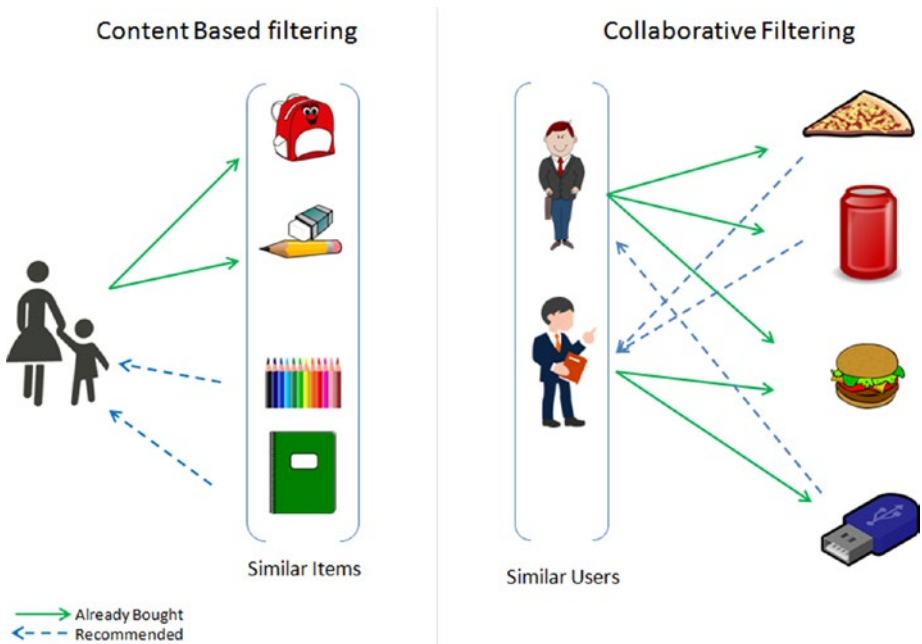 Content Based filtering
Collaborative Filtering
Similar Items
Similar Users
Already Bought
Recommended